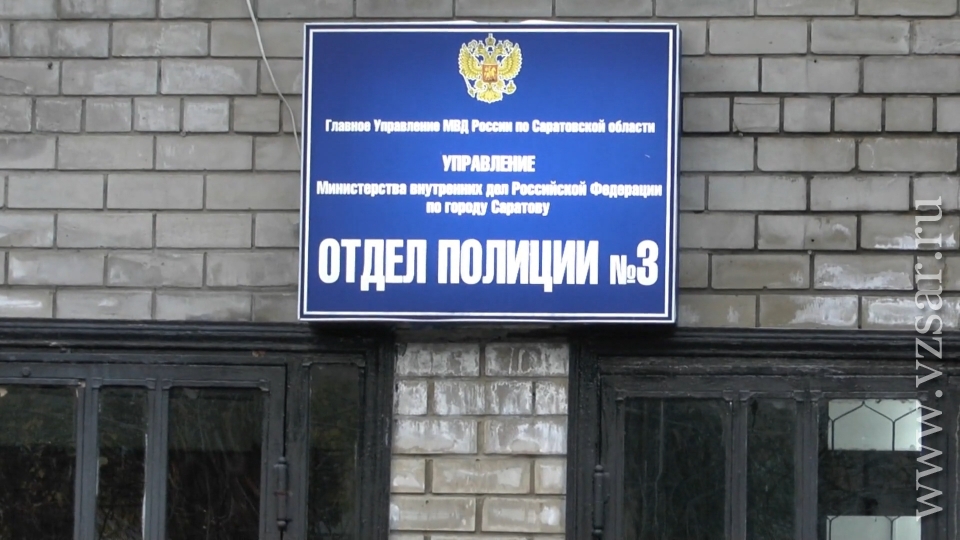 Главное Управление МВД России по Саратовской области
УПРАВЛЕНИЕ
Министерства внутренних дел Российской Федерации
по городу Саратову
ОТДЕЛ ПОЛИЦИИ №3
www.vzsar.ru